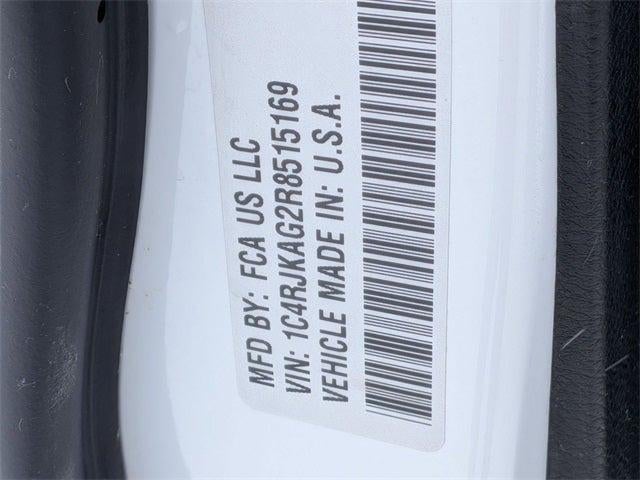 MFD BY: FCA US LLC
VIN: 1C4RJKAG2R8515169
VEHICLE MADE IN: U.S.A.